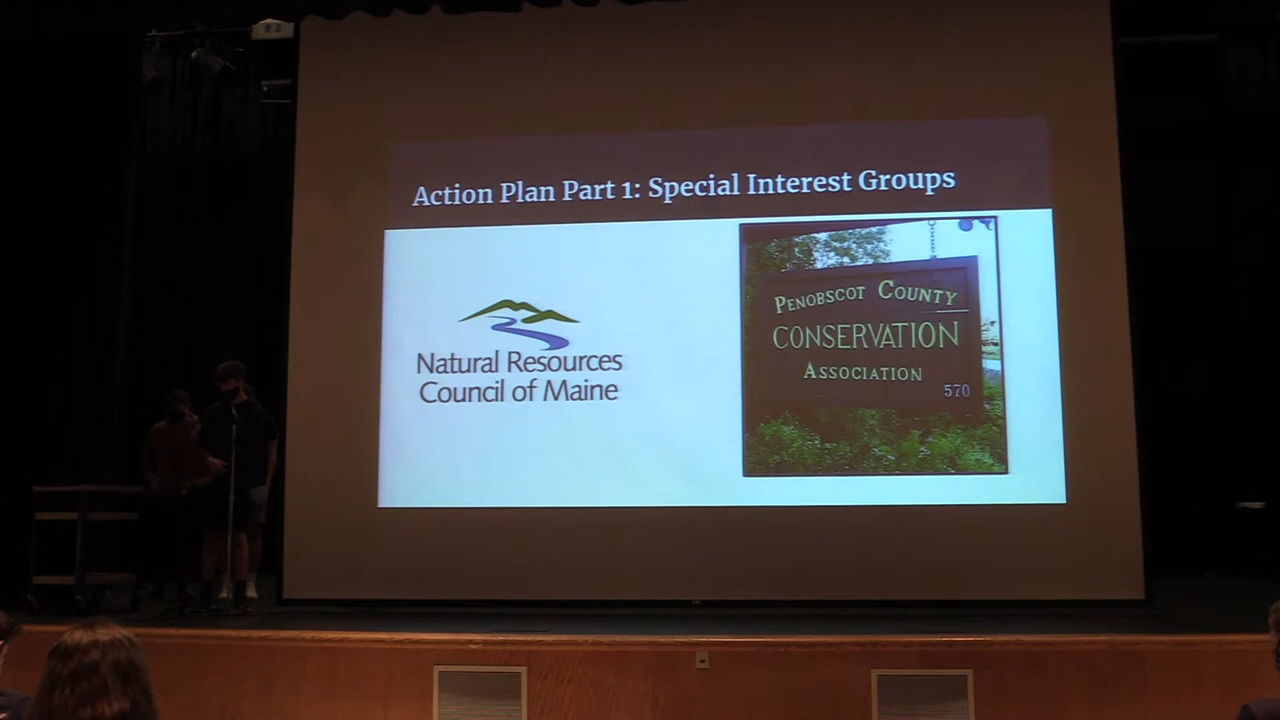 Action Plan Part 1: Special Interest Groups
Natural Resources
Council of Maine
PENOBSCOT COUNTY
CONSERVATION
ASSOCIATION
570